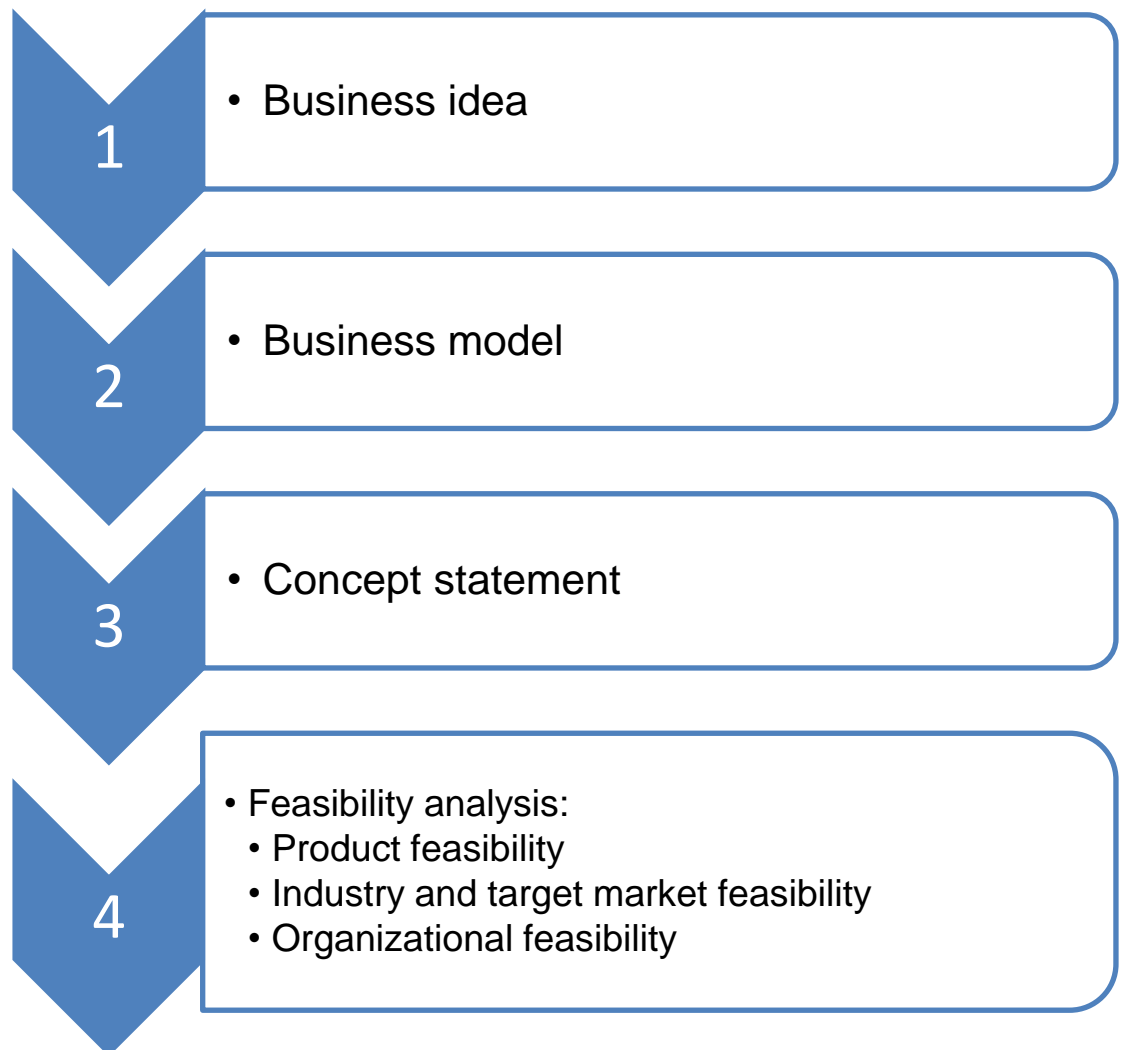 1
• Business idea
2
• Business model
3
• Concept statement
4
• Feasibility analysis:
• Product feasibility
• Industry and target market feasibility
• Organizational feasibility